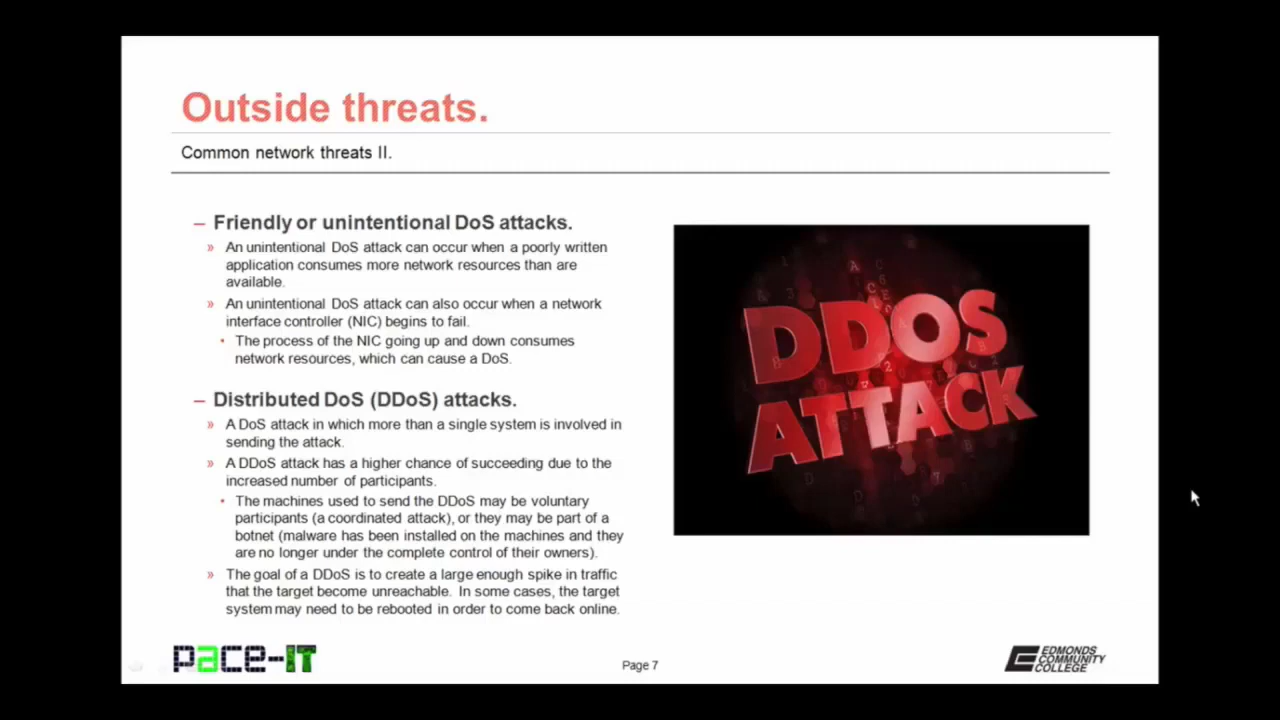 Outside threats.
Common network threats II.
– Friendly or unintentional DoS attacks.
» An unintentional DoS attack can occur when a poorly written
application consumes more network resources than are
available.
» An unintentional DoS attack can also occur when a network
interface controller (NIC) begins to fail.
• The process of the NIC going up and down consumes
network resources, which can cause a DoS.
– Distributed DoS (DDoS) attacks.
» A DoS attack in which more than a single system is involved in
sending the attack.
» A DDoS attack has a higher chance of succeeding due to the
increased number of participants.
• The machines used to send the DDoS may be voluntary
participants (a coordinated attack), or they may be part of a
botnet (malware has been installed on the machines and they
are no longer under the complete control of their owners).
» The goal of a DDoS is to create a large enough spike in traffic
that the target become unreachable. In some cases, the target
system may need to be rebooted in order to come back online.
DDOS
ATTACK
pace-IT
Page 7
EDMONDS
COMMUNITY
COLLEGE